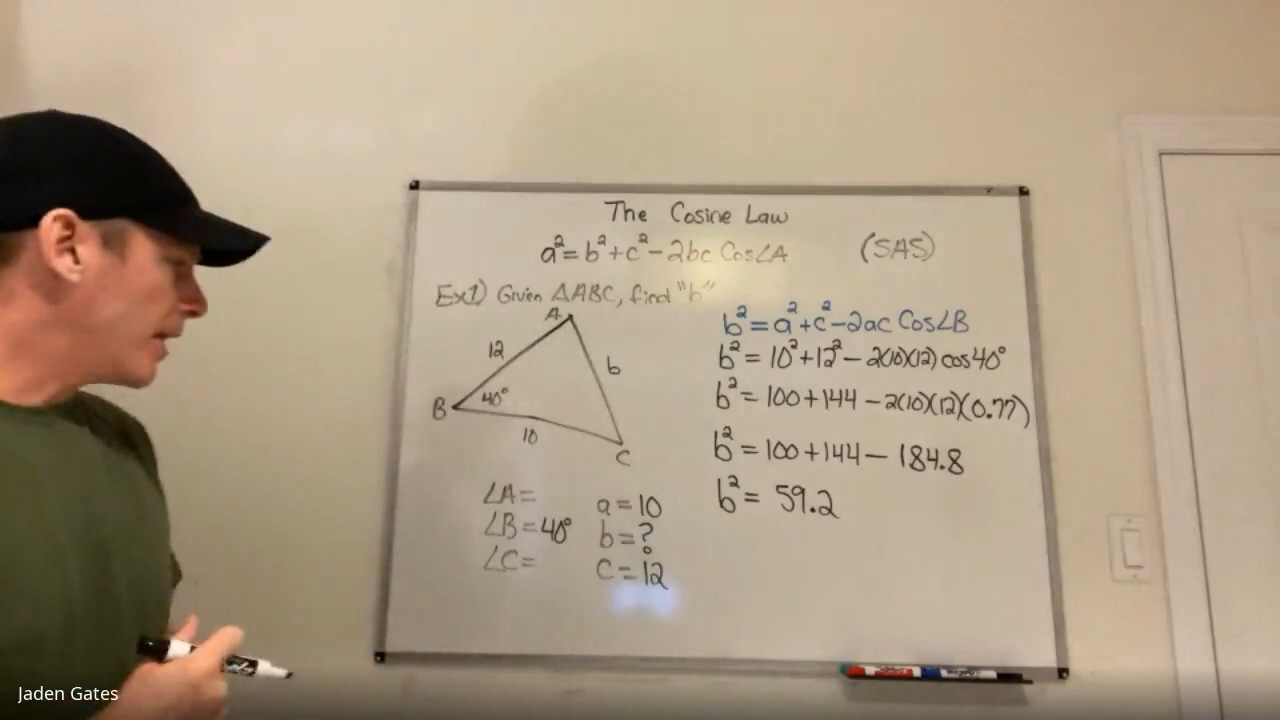 The Cosine Law
a² = b² + c² − 2bc Cos∠A (SAS)
Ex1) Given △ABC, find "b"
A
12
b
B 40°
10
C
∠A=
∠B = 40°
∠C =
a = 10
b = ?
c = 12
b² = a² + c² − 2ac Cos∠B
b² = 10² + 12² − 2(10)(12) cos40°
b² = 100 + 144 − 2(10)(12)(0.77)
b² = 100 + 144 − 184.8
b² = 59.2
Jaden Gates